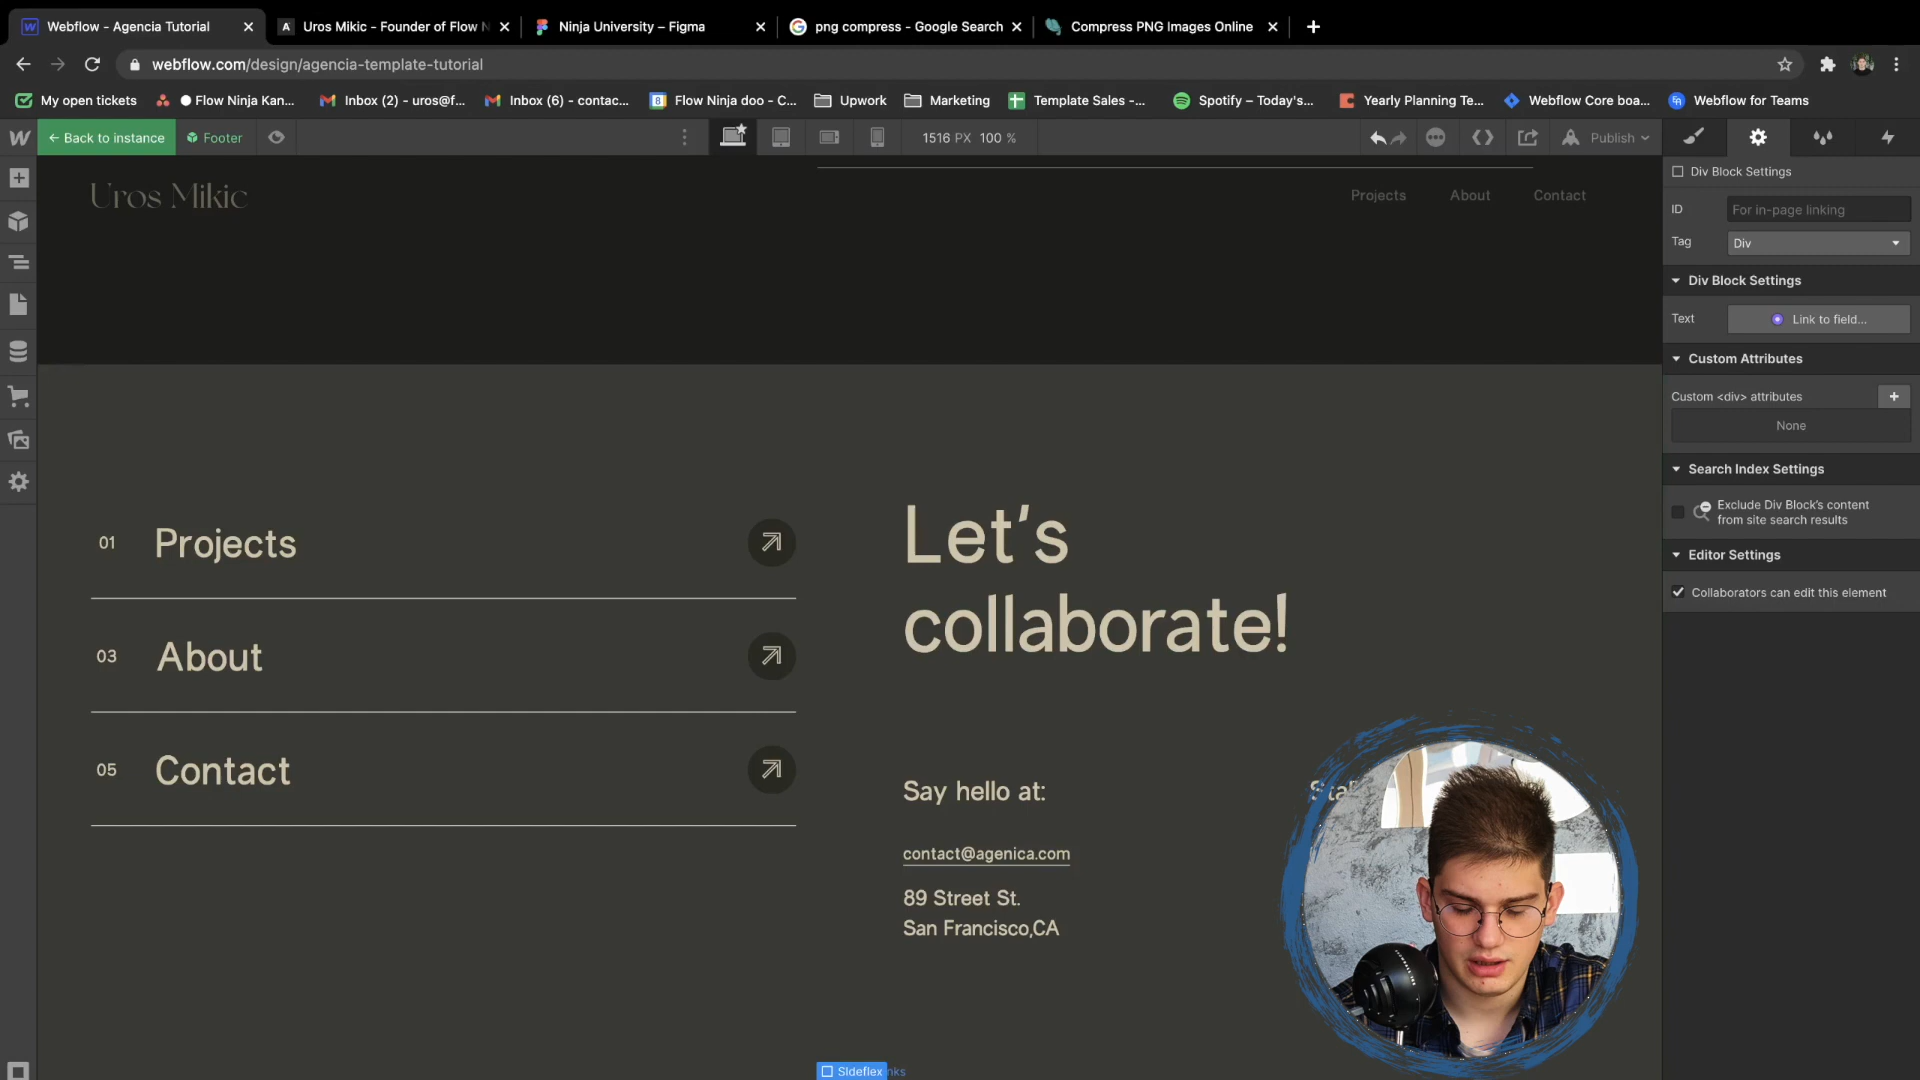 Webflow - Agencia Tutorial
Uros Mikic - Founder of Flow N
Ninja University – Figma
png compress - Google Search
Compress PNG Images Online
webflow.com/design/agencia-template-tutorial
My open tickets
Flow Ninja Kan...
Inbox (2) - uros@f...
Inbox (6) - contac...
Flow Ninja doo - C...
Upwork
Marketing
Template Sales -...
Spotify – Today's...
Yearly Planning Te...
Webflow Core boa...
Webflow for Teams
Back to instance
Footer
1516 PX 100 %
Publish
Uros Mikic
Projects
About
Contact
01 Projects
03 About
05 Contact
Let's
collaborate!
Say hello at:
contact@agenica.com
89 Street St.
San Francisco,CA
SIdeflex
Div Block Settings
ID For in-page linking
Tag Div
Div Block Settings
Text Link to field...
Custom Attributes
Custom <div> attributes
None
Search Index Settings
Exclude Div Block's content
from site search results
Editor Settings
Collaborators can edit this element